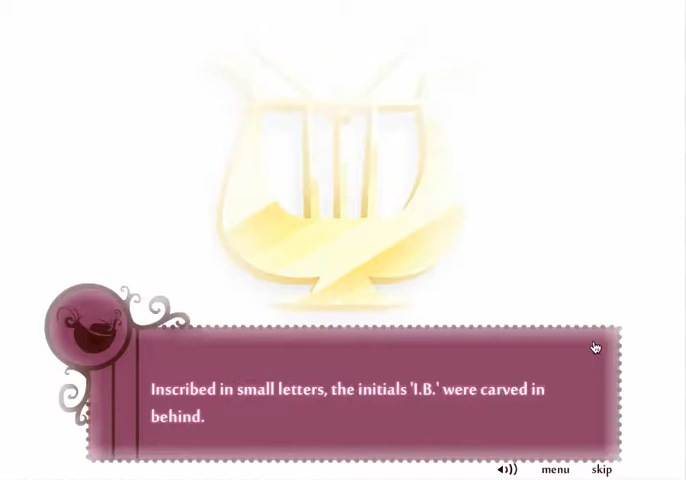 Inscribed in small letters, the initials 'I.B.' were carved in
behind.
menu skip